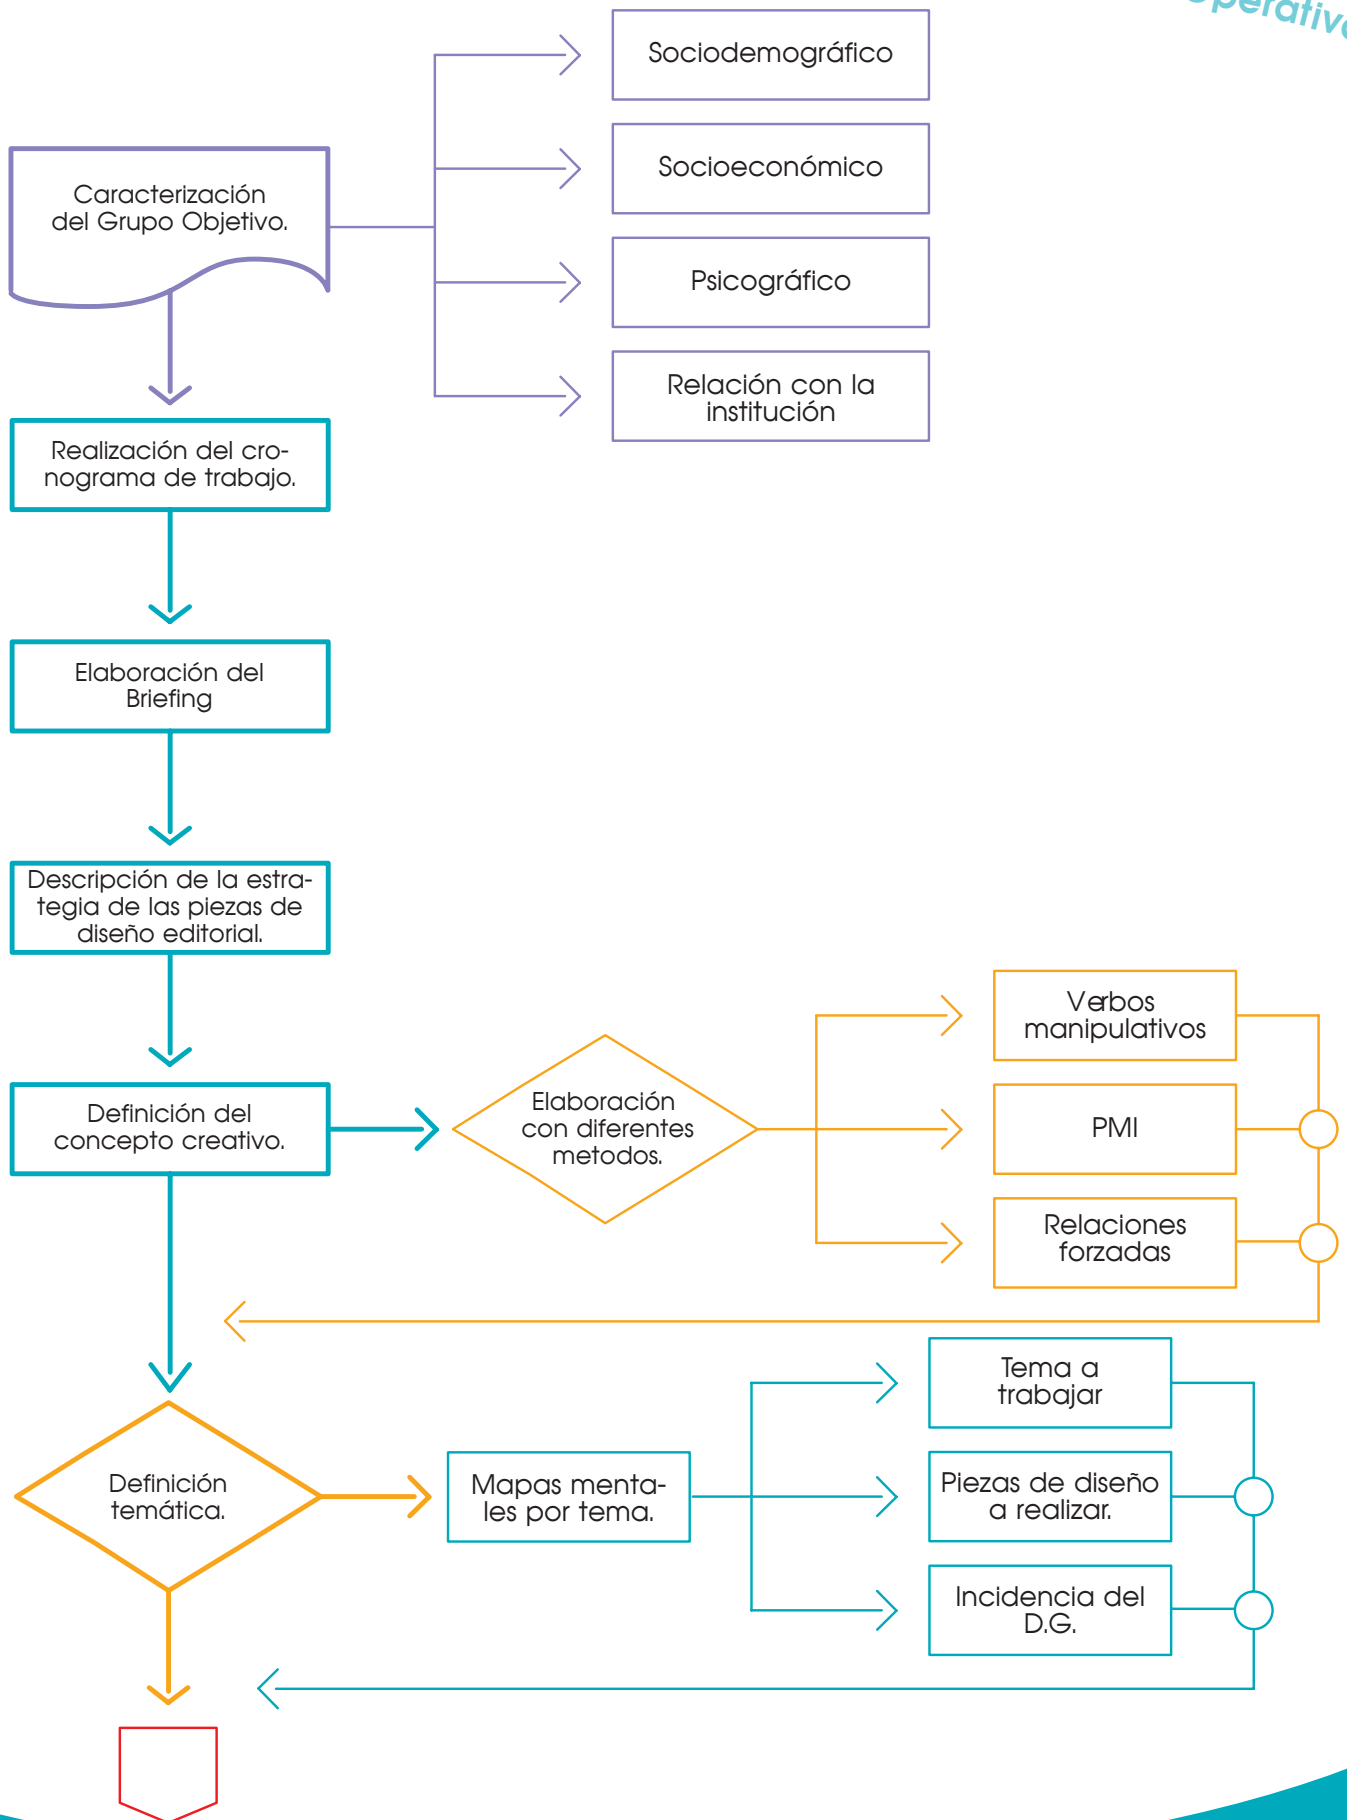 Sociodemográfico
Socioeconómico
Caracterización
del Grupo Objetivo.
Psicográfico
Relación con la
institución
Realización del cro-
nograma de trabajo.
Elaboración del
Briefing
Descripción de la estra-
tegia de las piezas de
diseño editorial.
Definición del
concepto creativo.
Elaboración
con diferentes
metodos.
Verbos
manipulativos
PMI
Relaciones
forzadas
Definición
temática.
Mapas menta-
les por tema.
Tema a
trabajar
Piezas de diseño
a realizar.
Incidencia del
D.G.